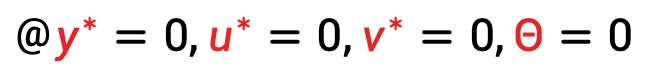 @y* = 0, u* = 0, v* = 0, Θ = 0